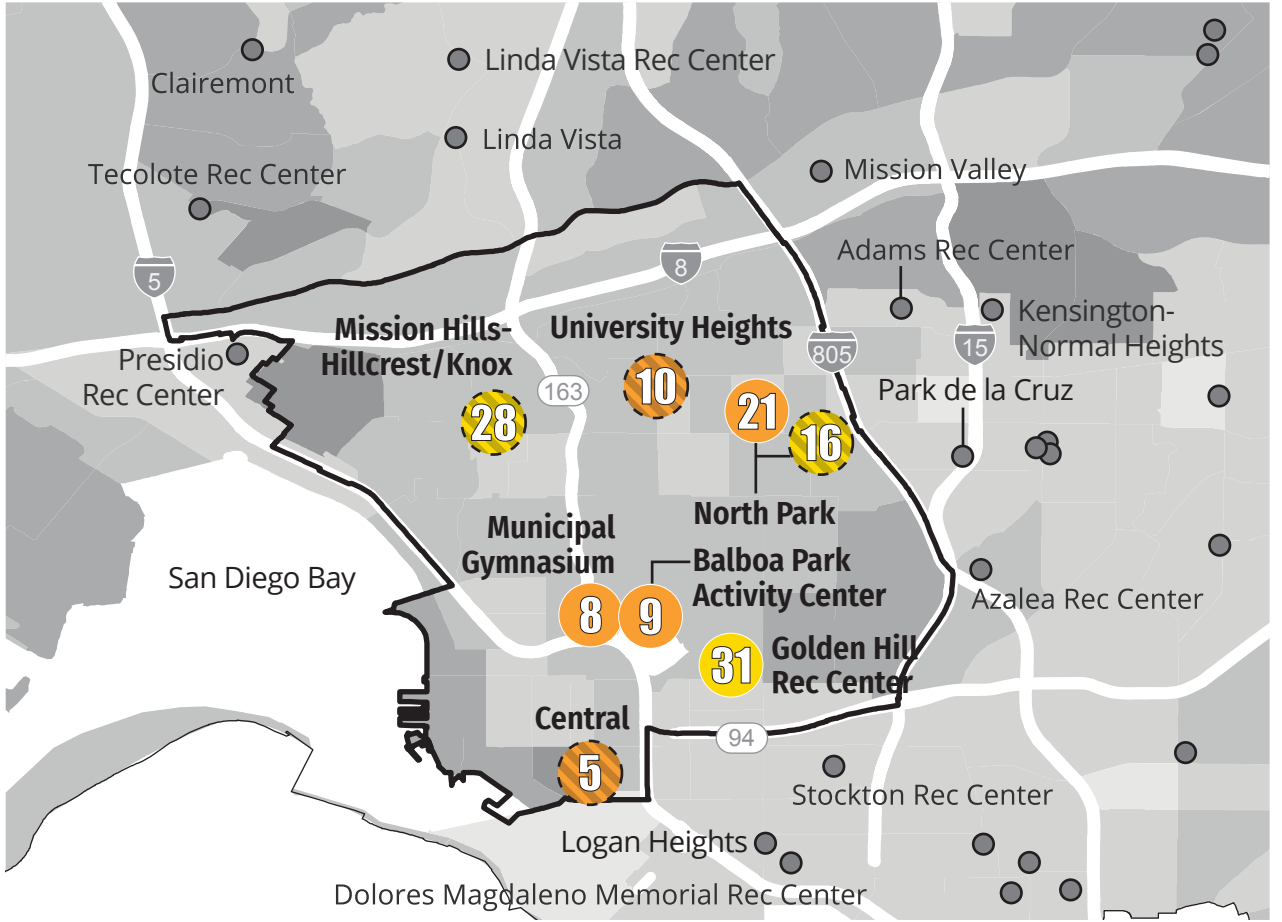 Clairemont
Linda Vista Rec Center
Linda Vista
Tecolote Rec Center
Mission Valley
Adams Rec Center
5
8
Mission Hills-
Hillcrest/Knox
University Heights
Kensington-
Normal Heights
805
15
Presidio
Rec Center
163
10
21
Park de la Cruz
28
16
North Park
Municipal
Gymnasium
Balboa Park
Activity Center
San Diego Bay
Azalea Rec Center
8
9
Golden Hill
Rec Center
31
Central
94
5
Stockton Rec Center
Logan Heights
Dolores Magdaleno Memorial Rec Center